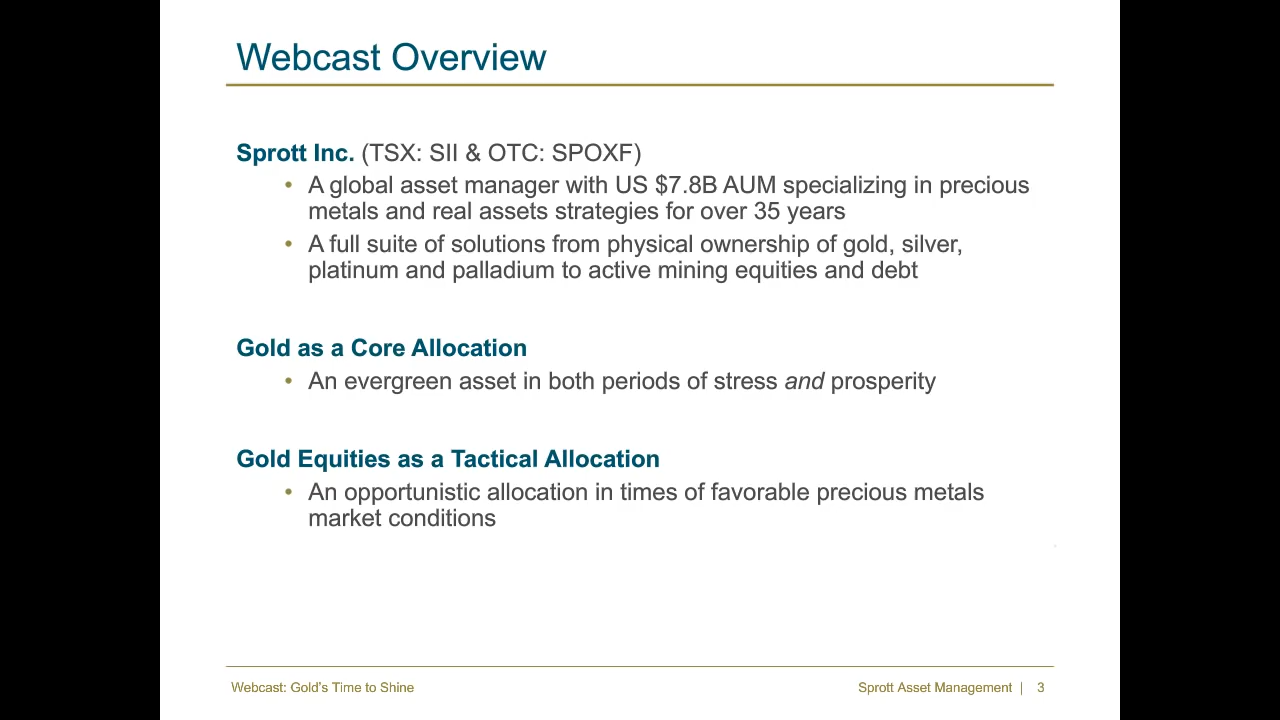 Webcast Overview
Sprott Inc. (TSX: SII & OTC: SPOXF)
• A global asset manager with US $7.8B AUM specializing in precious
metals and real assets strategies for over 35 years
• A full suite of solutions from physical ownership of gold, silver,
platinum and palladium to active mining equities and debt
Gold as a Core Allocation
• An evergreen asset in both periods of stress and prosperity
Gold Equities as a Tactical Allocation
• An opportunistic allocation in times of favorable precious metals
market conditions
Webcast: Gold’s Time to Shine
Sprott Asset Management | 3